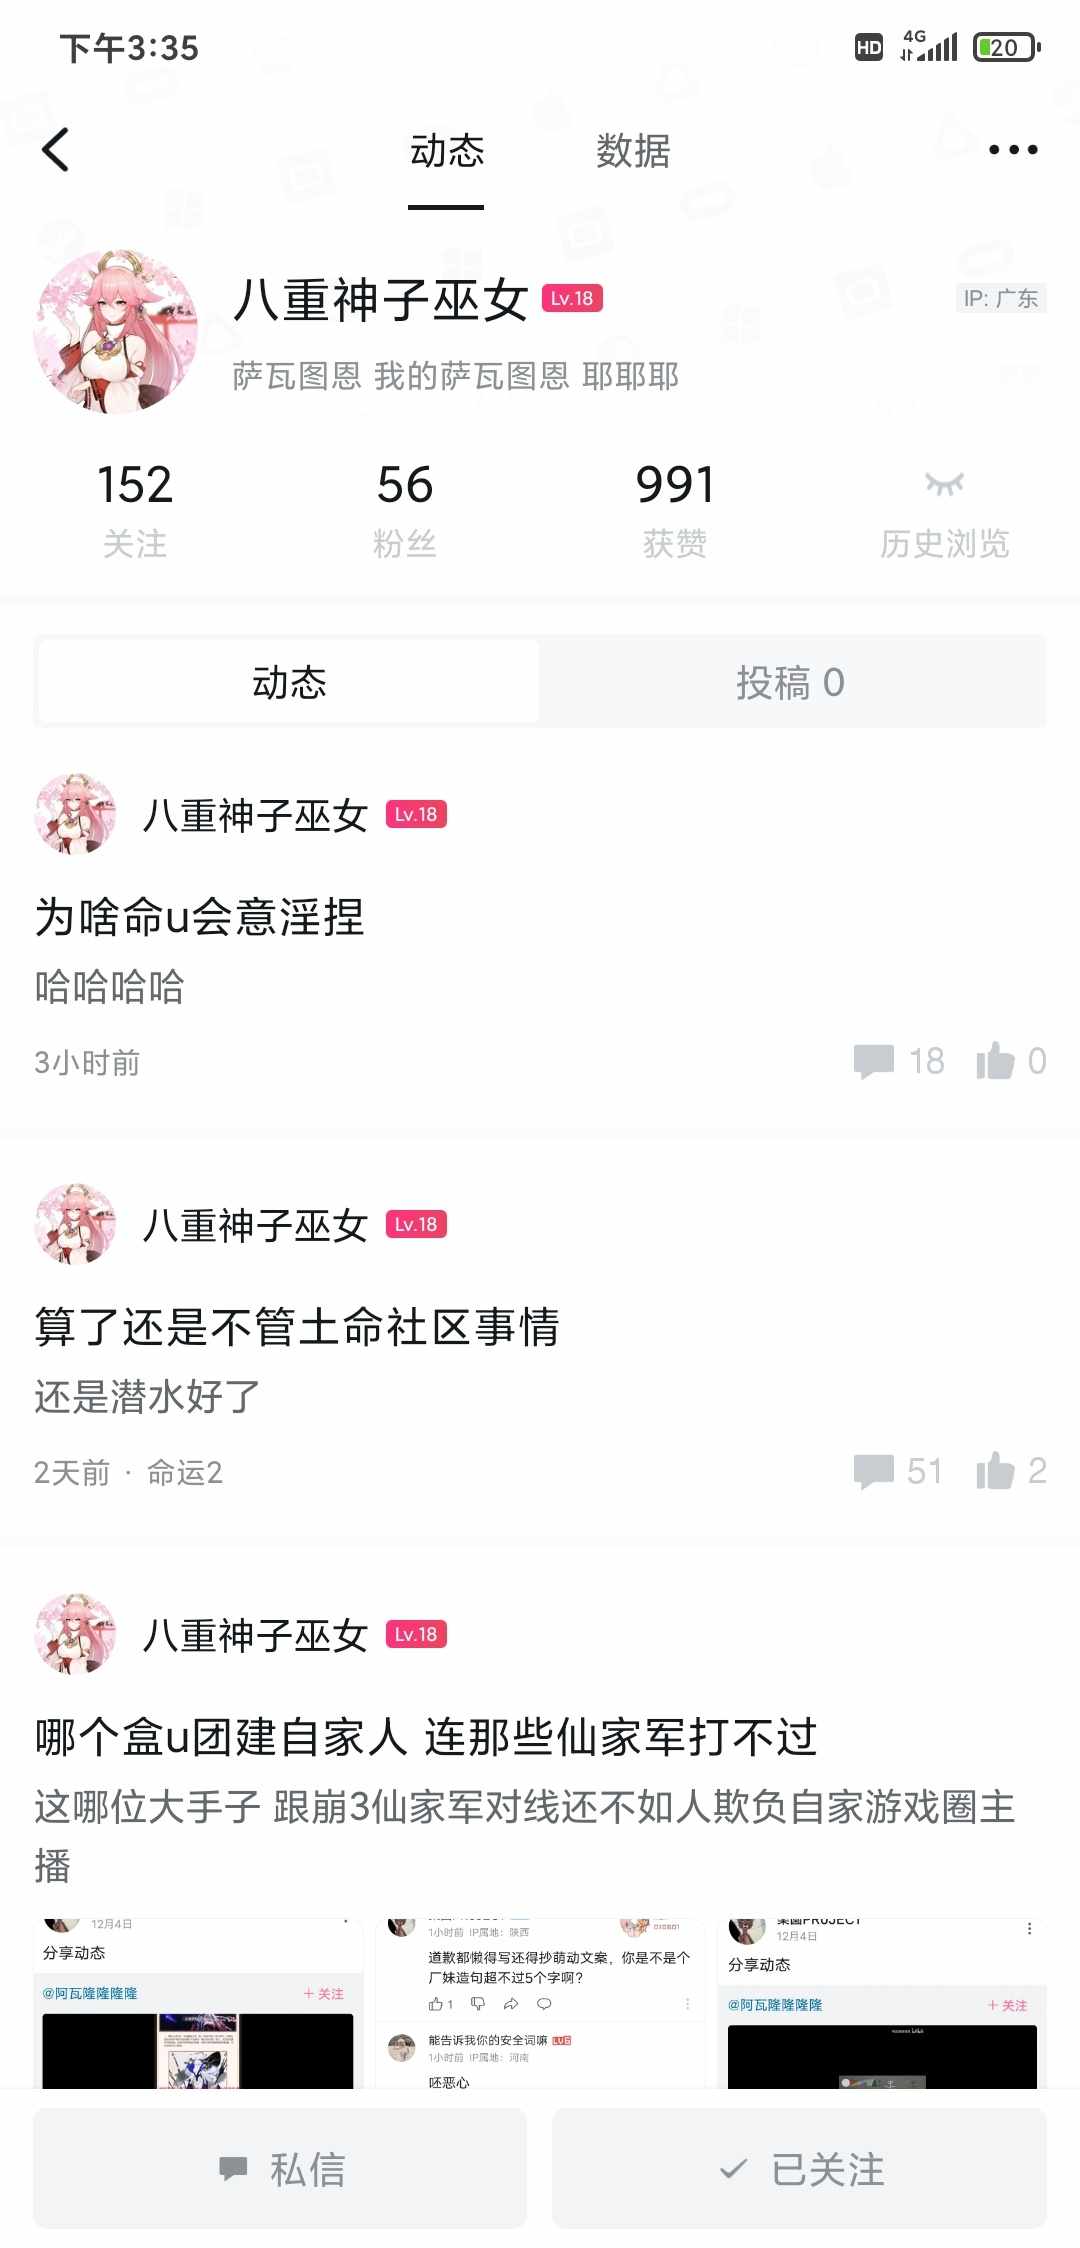 下午3:35
HD 4G 20
动态 数据
八重神子巫女 Lv.18 IP: 广东
萨瓦图恩 我的萨瓦图恩 耶耶耶
152 56 991
关注 粉丝 获赞 历史浏览
动态 投稿 0
八重神子巫女 Lv.18
为啥命u会意淫捏
哈哈哈哈
3小时前 18 0
八重神子巫女 Lv.18
算了还是不管土命社区事情
还是潜水好了
2天前 · 命运2 51 2
八重神子巫女 Lv.18
哪个盒u团建自家人 连那些仙家军打不过
这哪位大手子 跟崩3仙家军对线还不如人欺负自家游戏圈主
播
12月4日
分享动态
@阿瓦隆隆隆隆 + 关注
1小时前 IP属地：陕西
道歉都懒得写还得抄萌动文案，你是不是个
厂妹造句超不过5个字啊?
1
能告诉我你的安全词嘛 LV5
1小时前 IP属地：河南
呸恶心
12月4日
分享动态
@阿瓦隆隆隆隆 + 关注
私信 已关注